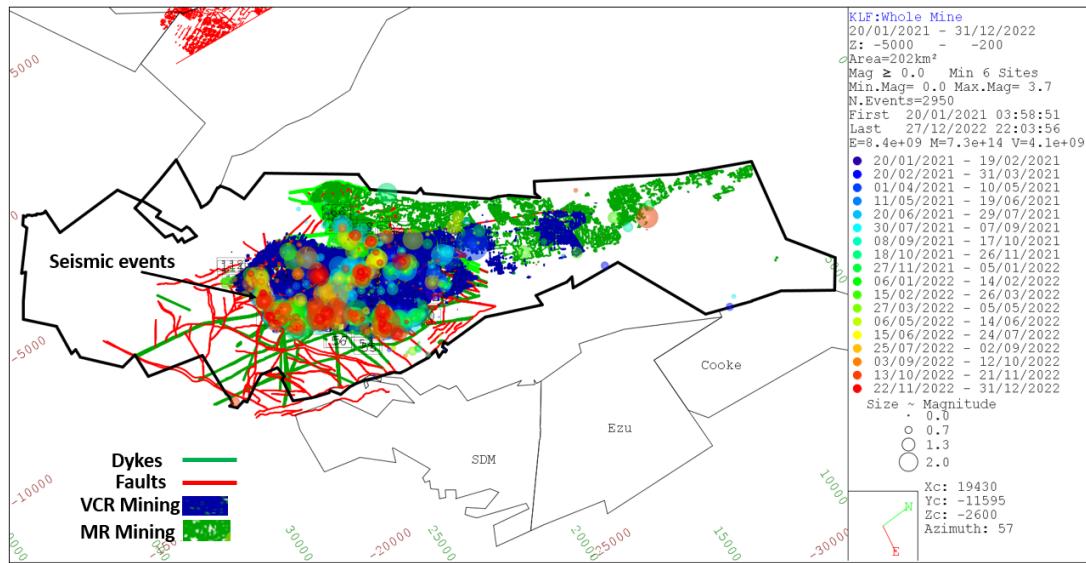 KLF:Whole Mine
20/01/2021 - 31/12/2022
Z: -5000 - -200
Area=202km²
Mag ≥ 0.0 Min 6 Sites
Min.Mag= 0.0 Max.Mag= 3.7
N.Events=2950
First 20/01/2021 03:58:51
Last 27/12/2022 22:03:56
E=8.4e+09 M=7.3e+14 V=4.1e+09
20/01/2021 - 19/02/2021
20/02/2021 - 31/03/2021
01/04/2021 - 10/05/2021
11/05/2021 - 19/06/2021
20/06/2021 - 29/07/2021
30/07/2021 - 07/09/2021
08/09/2021 - 17/10/2021
18/10/2021 - 26/11/2021
27/11/2021 - 05/01/2022
06/01/2022 - 14/02/2022
15/02/2022 - 26/03/2022
27/03/2022 - 05/05/2022
06/05/2022 - 14/06/2022
15/06/2022 - 24/07/2022
25/07/2022 - 02/09/2022
03/09/2022 - 12/10/2022
13/10/2022 - 21/11/2022
22/11/2022 - 31/12/2022
Size ~ Magnitude
0.0
0.7
1.3
2.0
Xc: 19430
Yc: -11595
Zc: -2600
Azimuth: 57
N
E
5000
0
-5000
-10000
Seismic events
Cooke
Ezu
SDM
Dykes
Faults
VCR Mining
MR Mining
30000
-20000
25000
-25000
15000
-30000
10000
5000
0